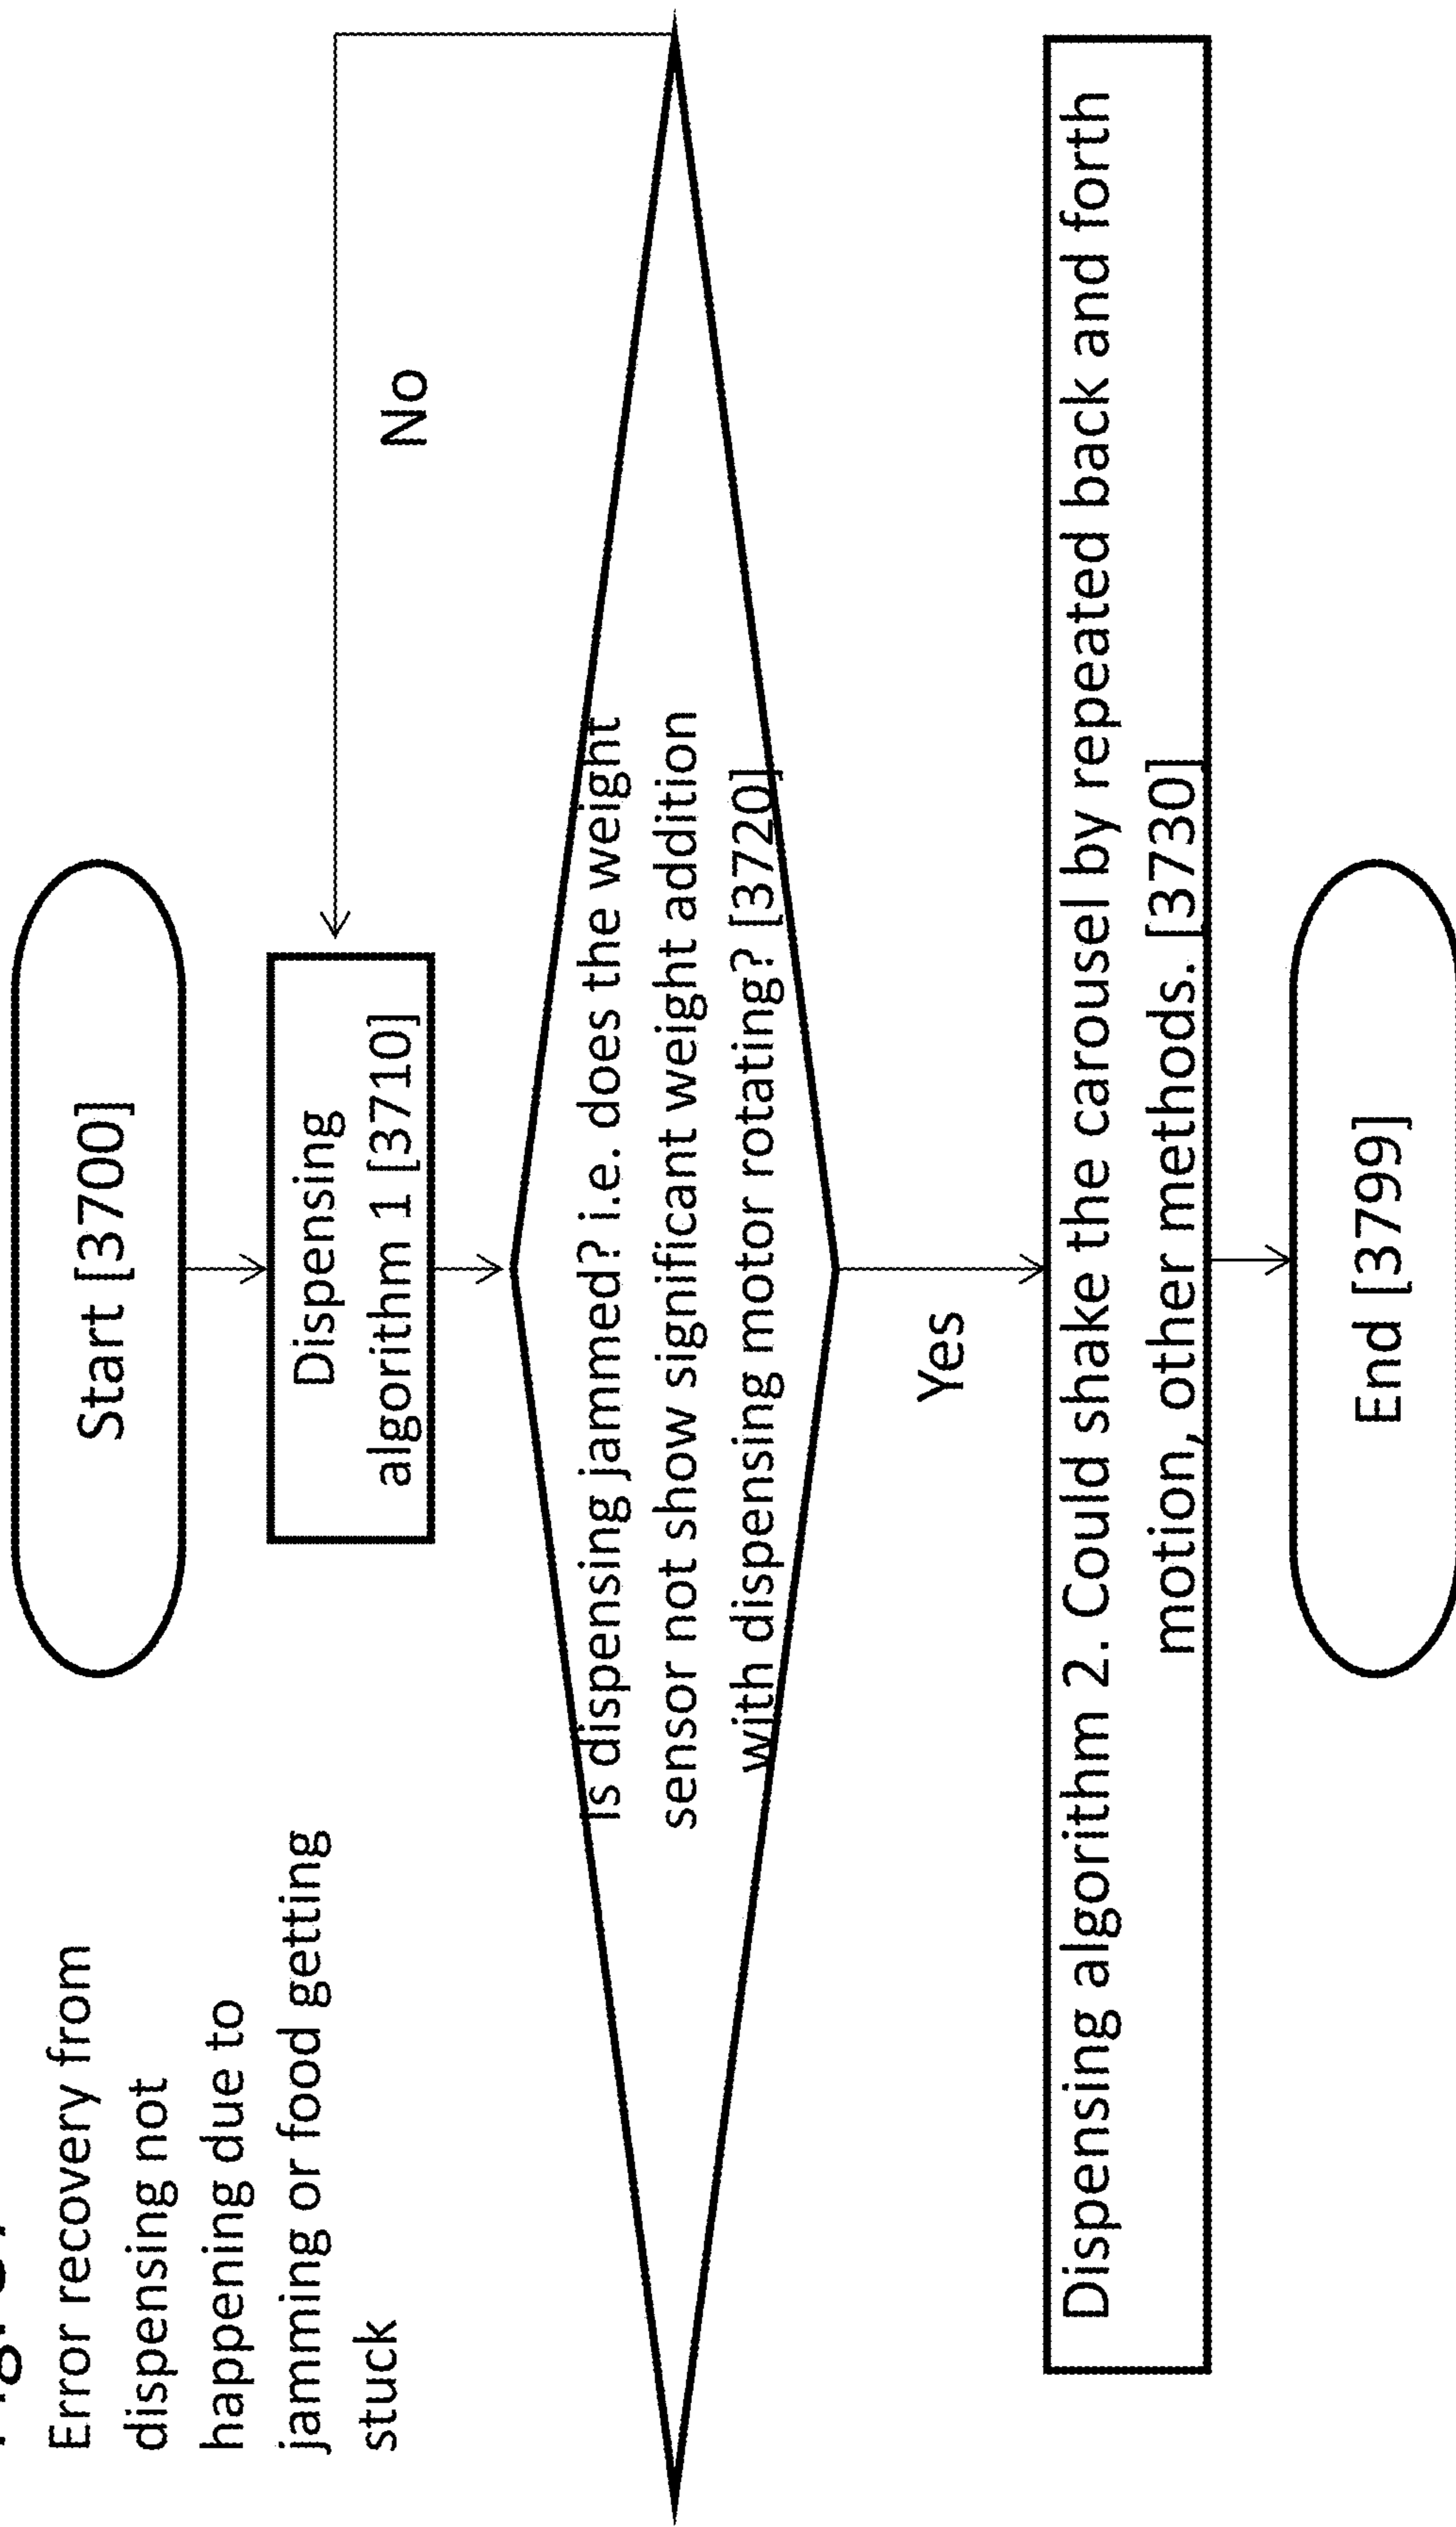 Error recovery from
dispensing not
happening due to
jamming or food getting
stuck
Start [3700]
Dispensing
algorithm 1 [3710]
No
Is dispensing jammed? i.e. does the weight
sensor not show significant weight addition
with dispensing motor rotating? [3720]
Yes
Dispensing algorithm 2. Could shake the carousel by repeated back and forth
motion, other methods. [3730]
End [3799]